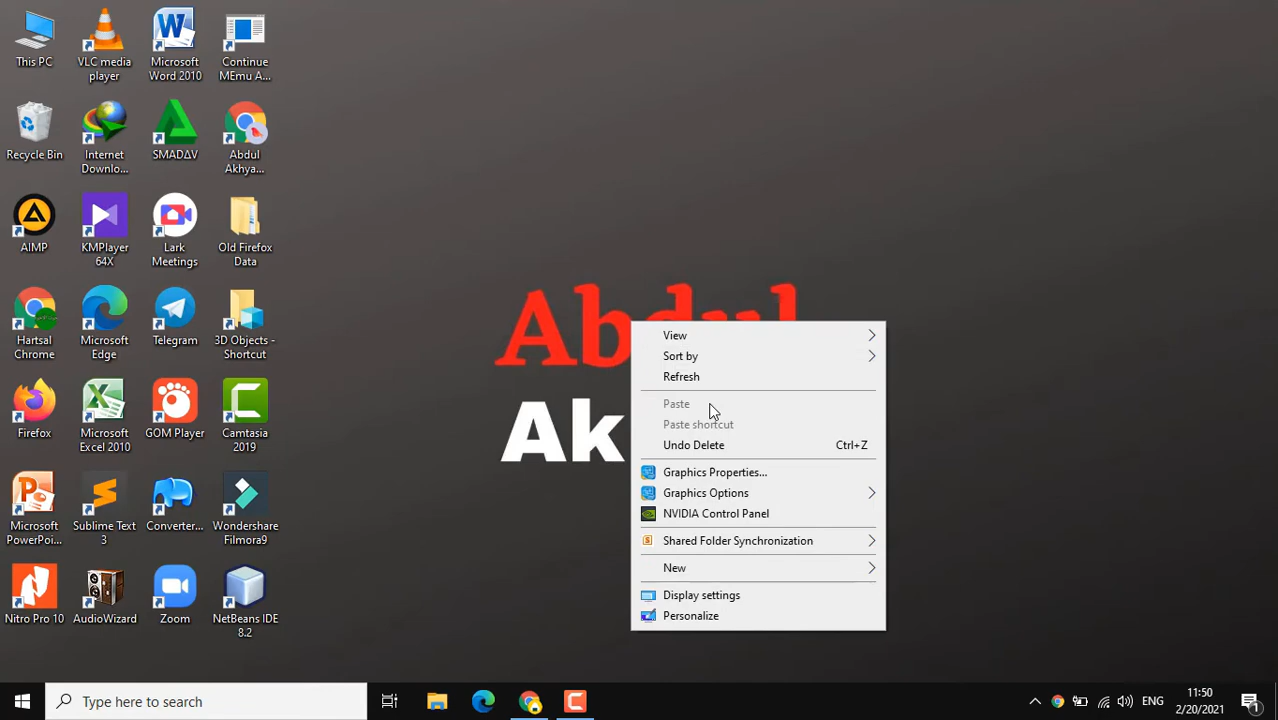 This PC
VLC media
player
Microsoft
Word 2010
Continue
MEmu A...
Recycle Bin
Internet
Downlo...
SMADΔV
Abdul
Akhya...
AIMP
KMPlayer
64X
Lark
Meetings
Old Firefox
Data
Hartsal
Chrome
Microsoft
Edge
Telegram
3D Objects -
Shortcut
Firefox
Microsoft
Excel 2010
GOM Player
Camtasia
2019
Microsoft
PowerPoi...
Sublime Text
3
Converter...
Wondershare
Filmora9
Nitro Pro 10
AudioWizard
Zoom
NetBeans IDE
8.2
Abdul
Ak
View
Sort by
Refresh
Paste
Paste shortcut
Undo Delete Ctrl+Z
Graphics Properties...
Graphics Options
NVIDIA Control Panel
Shared Folder Synchronization
New
Display settings
Personalize
Type here to search
ENG
11:50
2/20/2021
1